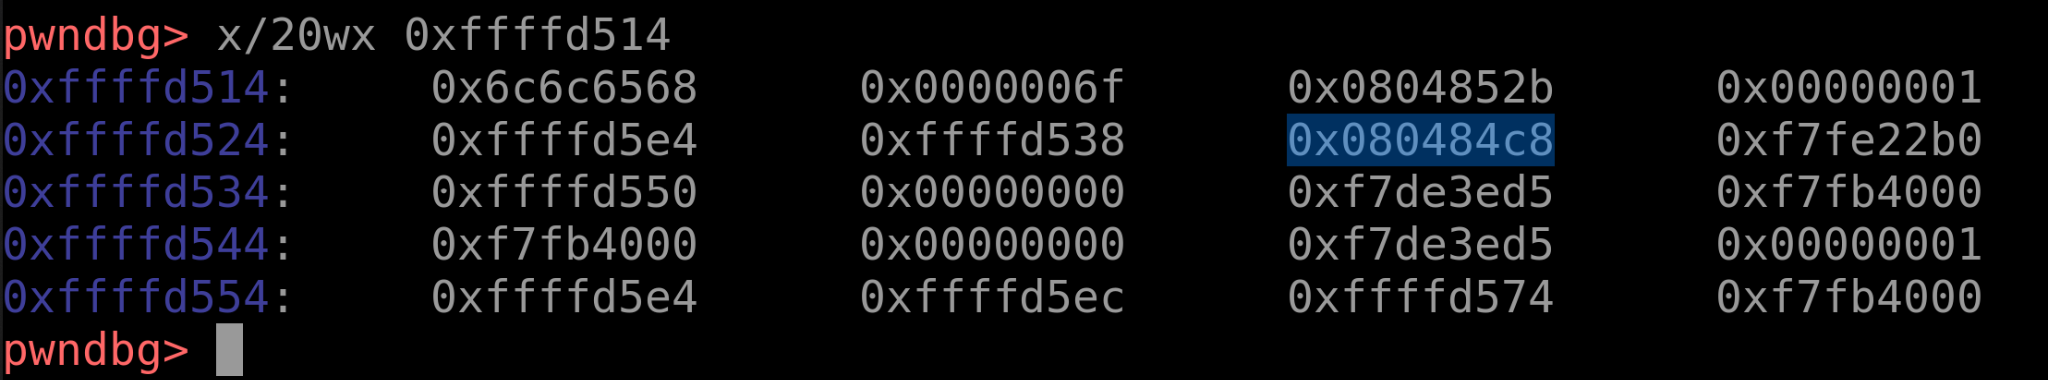 pwndbg> x/20wx 0xffffd514
0xffffd514: 0x6c6c6568 0x0000006f 0x0804852b 0x00000001
0xffffd524: 0xffffd5e4 0xffffd538 0x080484c8 0xf7fe22b0
0xffffd534: 0xffffd550 0x00000000 0xf7de3ed5 0xf7fb4000
0xffffd544: 0xf7fb4000 0x00000000 0xf7de3ed5 0x00000001
0xffffd554: 0xffffd5e4 0xffffd5ec 0xffffd574 0xf7fb4000
pwndbg>